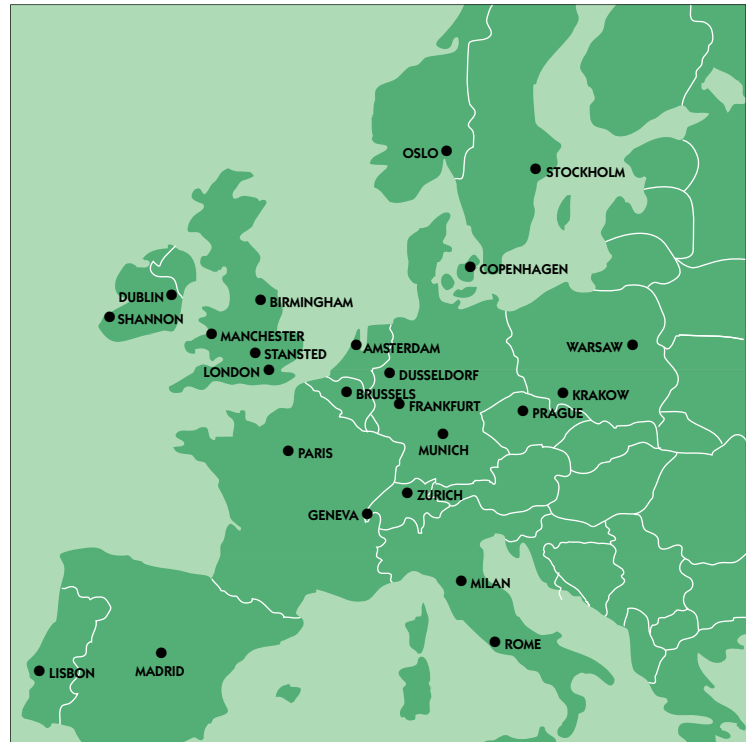 OSLO
STOCKHOLM
COPENHAGEN
DUBLIN
BIRMINGHAM
SHANNON
MANCHESTER
AMSTERDAM
WARSAW
STANSTED
LONDON
DUSSELDORF
BRUSSELS
KRAKOW
FRANKFURT
PRAGUE
MUNICH
PARIS
ZURICH
GENEVA
MILAN
ROME
LISBON
MADRID